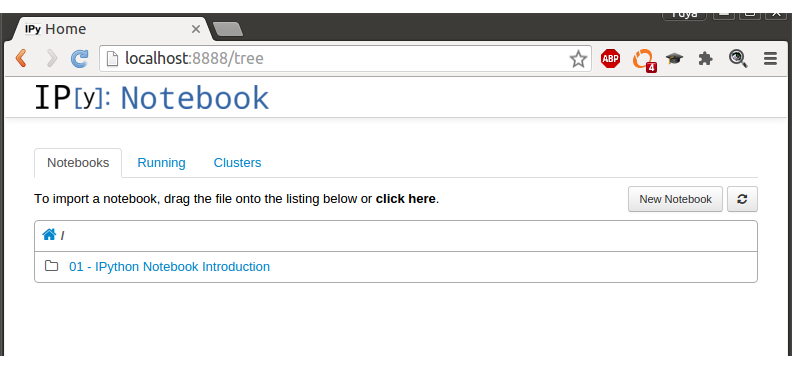 Tuya
IPy Home
localhost:8888/tree
ABP
4
IP[y]: Notebook
Notebooks Running Clusters
To import a notebook, drag the file onto the listing below or click here. New Notebook
/
01 - IPython Notebook Introduction